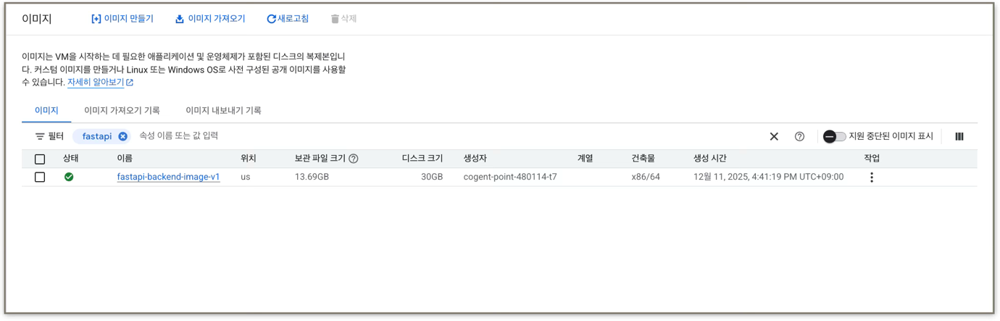 이미지 이미지 만들기 이미지 가져오기 새로고침 삭제
이미지는 VM을 시작하는 데 필요한 애플리케이션 및 운영체제가 포함된 디스크의 복제본입니
다. 커스텀 이미지를 만들거나 Linux 또는 Windows OS로 사전 구성된 공개 이미지를 사용할
수 있습니다. 자세히 알아보기
이미지 이미지 가져오기 기록 이미지 내보내기 기록
필터 fastapi 속성 이름 또는 값 입력 지원 중단된 이미지 표시
상태 이름 위치 보관 파일 크기 디스크 크기 생성자 계열 건축물 생성 시간 작업
fastapi-backend-image-v1 us 13.69GB 30GB cogent-point-480114-t7 x86/64 12월 11, 2025, 4:41:19 PM UTC+09:00